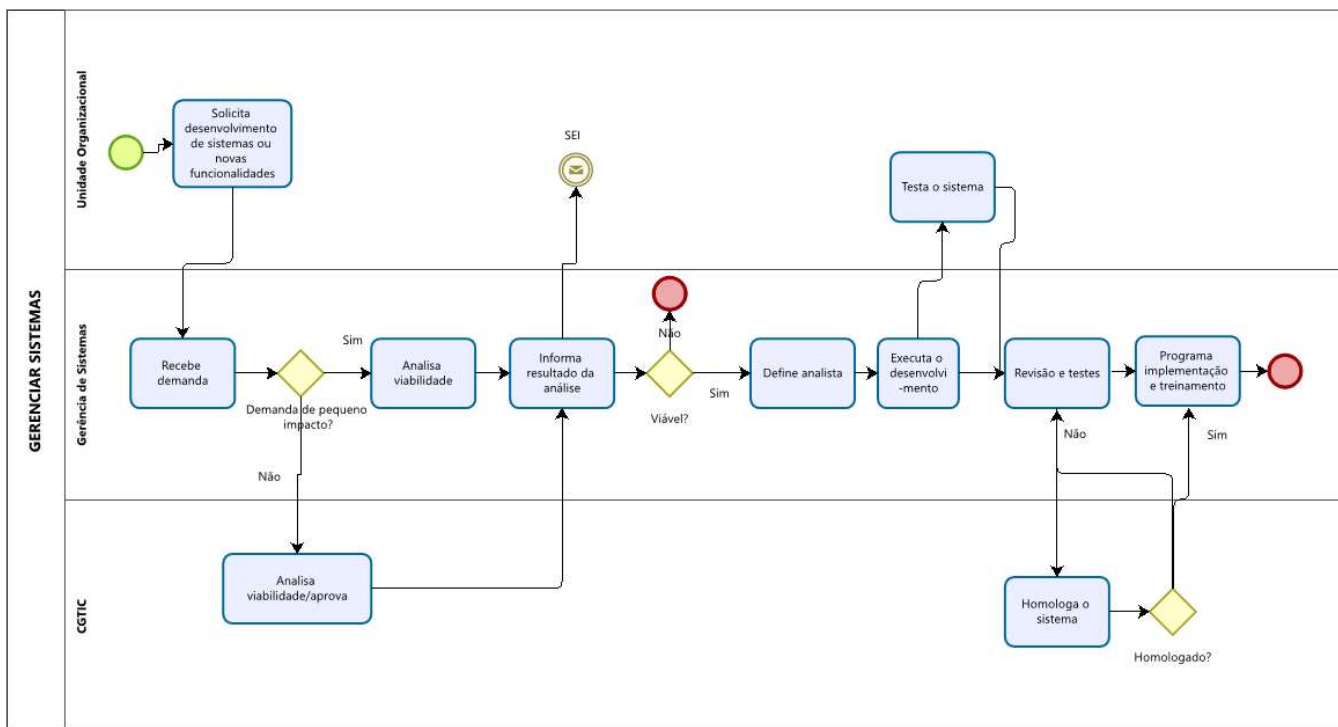 GERENCIAR SISTEMAS
Unidade Organizacional
Solicita
desenvolvimento
de sistemas ou
novas
funcionalidades
SEI
Testa o sistema
Gerência de Sistemas
Recebe
demanda
Demanda de pequeno
impacto?
Sim
Não
Analisa
viabilidade
Informa
resultado da
análise
Não
Viável?
Sim
Define analista
Executa o
desenvolvi
-mento
Revisão e testes
Programa
implementação
e treinamento
Não
Sim
CGTIC
Analisa
viabilidade/aprova
Homologa o
sistema
Homologado?